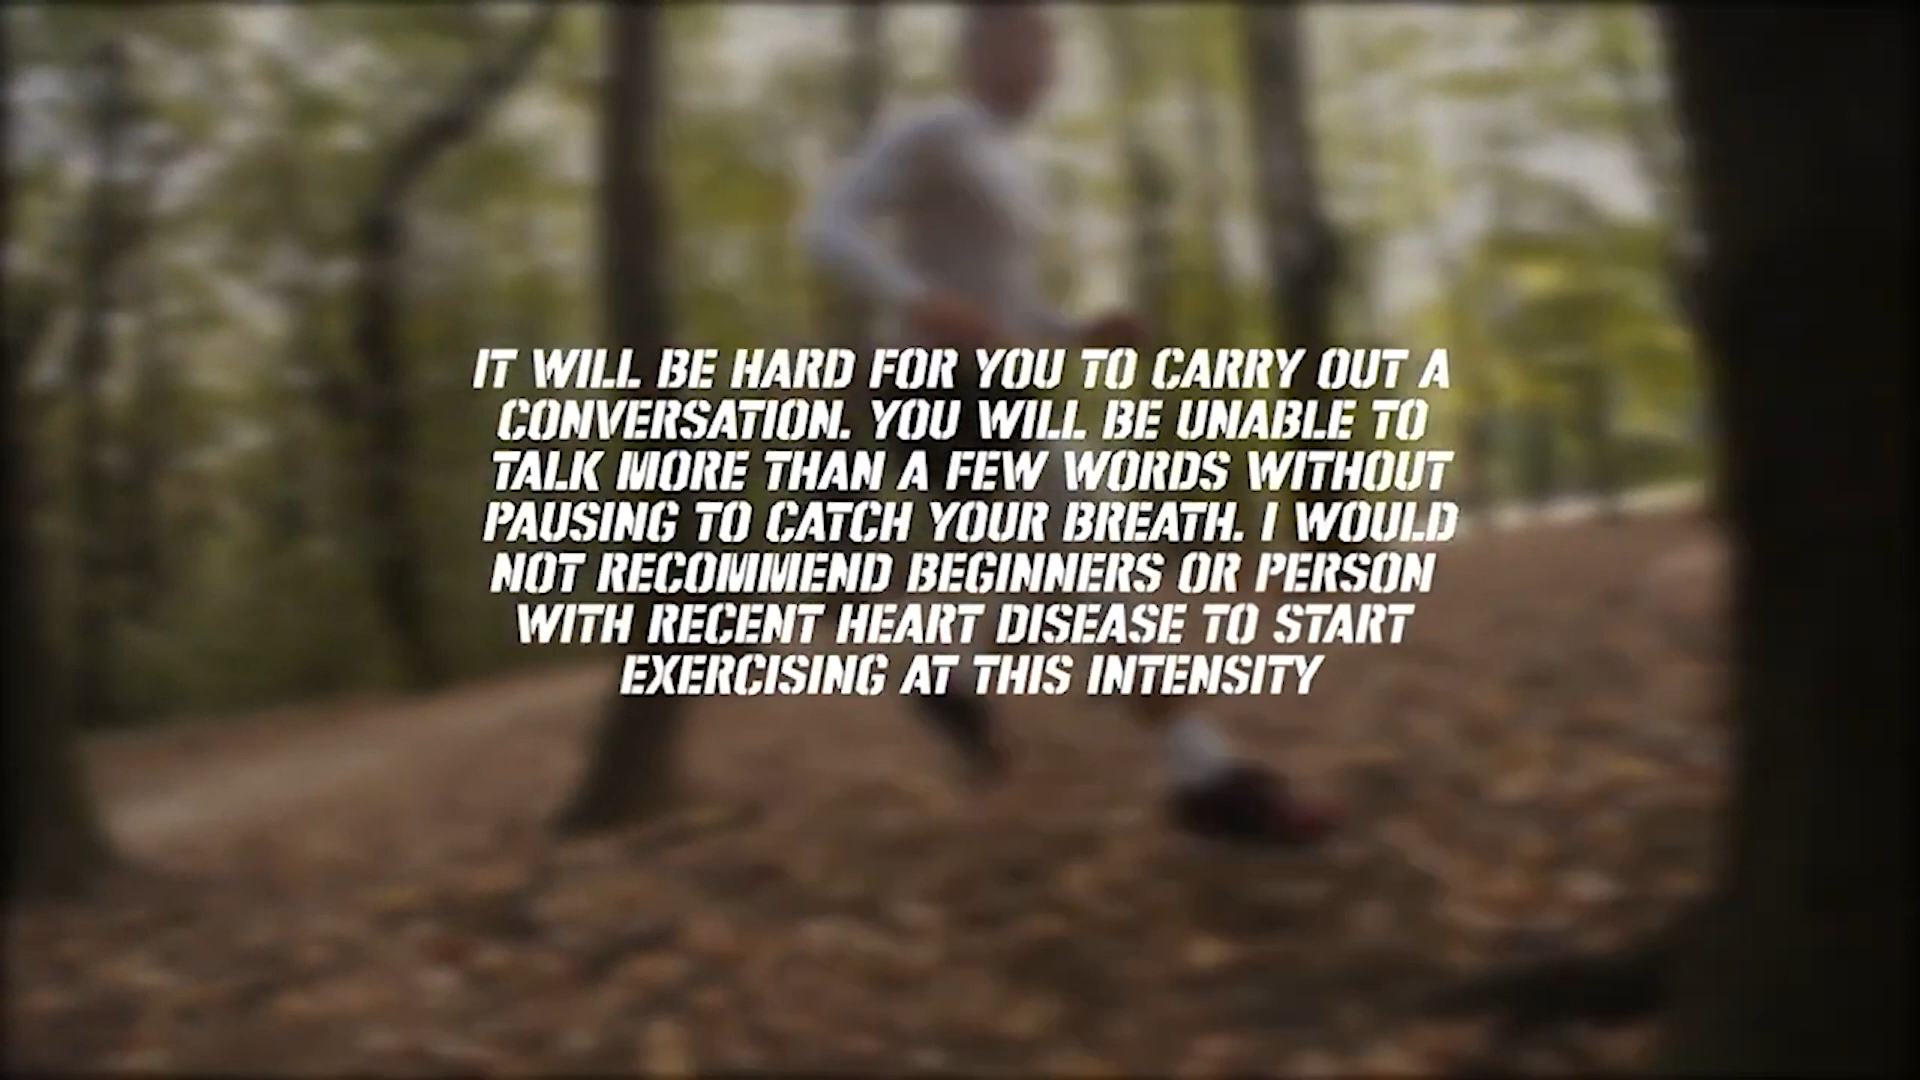 IT WILL BE HARD FOR YOU TO CARRY OUT A
CONVERSATION. YOU WILL BE UNABLE TO
TALK MORE THAN A FEW WORDS WITHOUT
PAUSING TO CATCH YOUR BREATH. I WOULD
NOT RECOMMEND BEGINNERS OR PERSON
WITH RECENT HEART DISEASE TO START
EXERCISING AT THIS INTENSITY